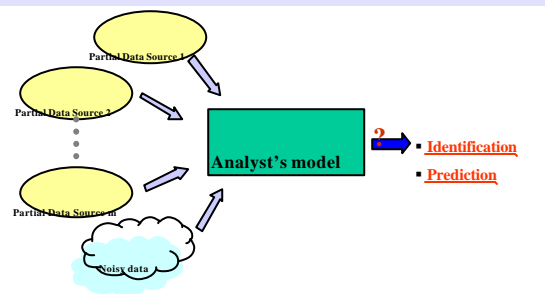 Partial Data Source 1
Partial Data Source 2
Analyst's model
?
▪ Identification
▪ Prediction
Partial Data Source m
Noisy data